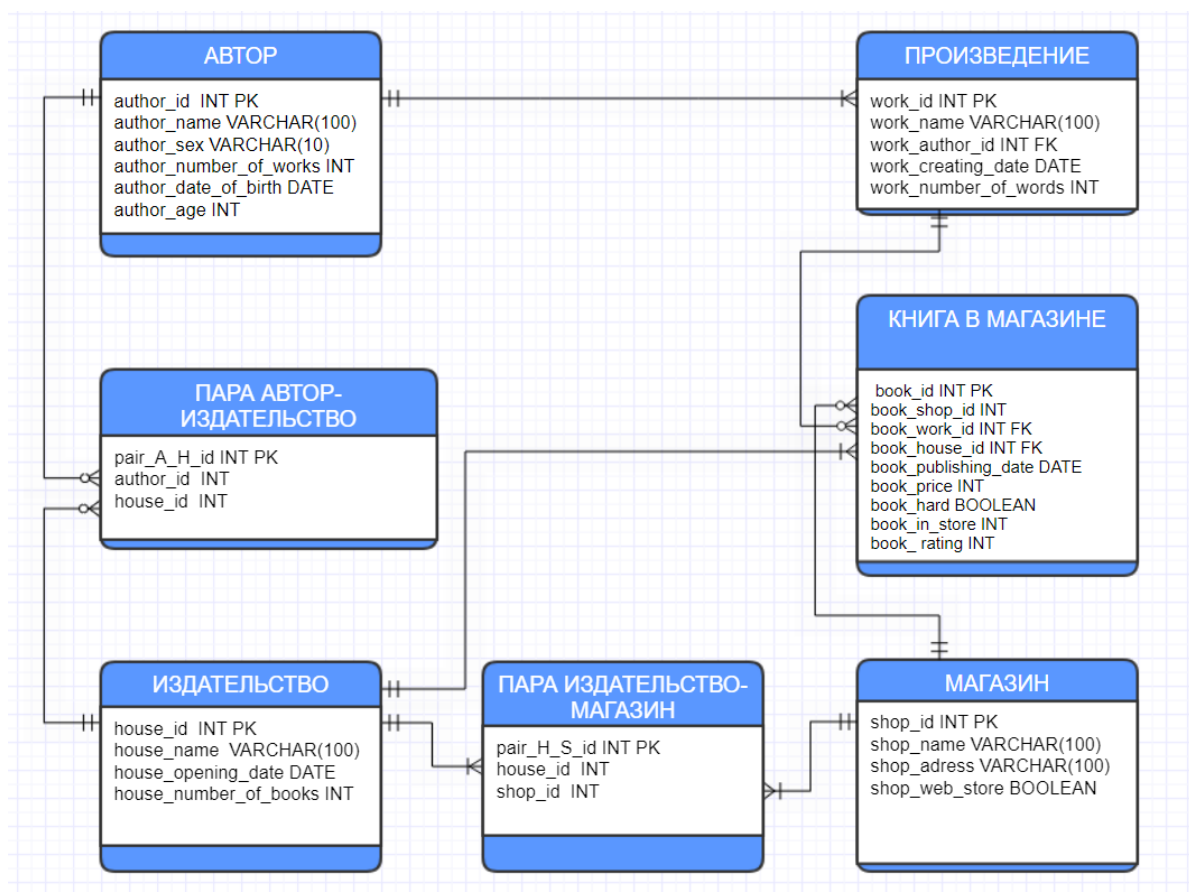 АВТОР
author_id INT PK
author_name VARCHAR(100)
author_sex VARCHAR(10)
author_number_of_works INT
author_date_of_birth DATE
author_age INT
ПРОИЗВЕДЕНИЕ
work_id INT PK
work_name VARCHAR(100)
work_author_id INT FK
work_creating_date DATE
work_number_of_words INT
КНИГА В МАГАЗИНЕ
book_id INT PK
book_shop_id INT
book_work_id INT FK
book_house_id INT FK
book_publishing_date DATE
book_price INT
book_hard BOOLEAN
book_in_store INT
book_ rating INT
ПАРА АВТОР-
ИЗДАТЕЛЬСТВО
pair_A_H_id INT PK
author_id INT
house_id INT
ИЗДАТЕЛЬСТВО
house_id INT PK
house_name VARCHAR(100)
house_opening_date DATE
house_number_of_books INT
ПАРА ИЗДАТЕЛЬСТВО-
МАГАЗИН
pair_H_S_id INT PK
house_id INT
shop_id INT
МАГАЗИН
shop_id INT PK
shop_name VARCHAR(100)
shop_adress VARCHAR(100)
shop_web_store BOOLEAN